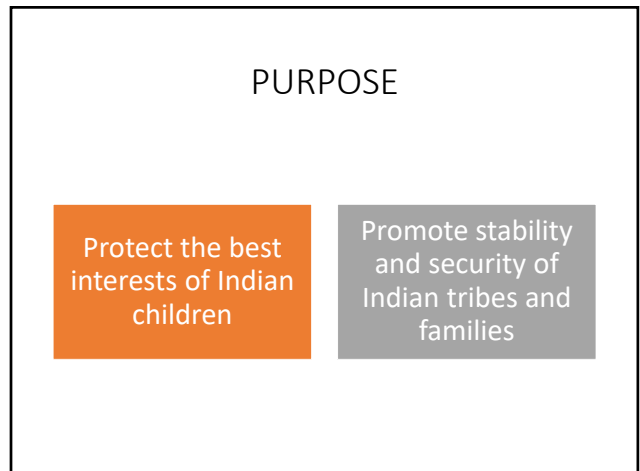 PURPOSE
Protect the best
interests of Indian
children
Promote stability
and security of
Indian tribes and
families